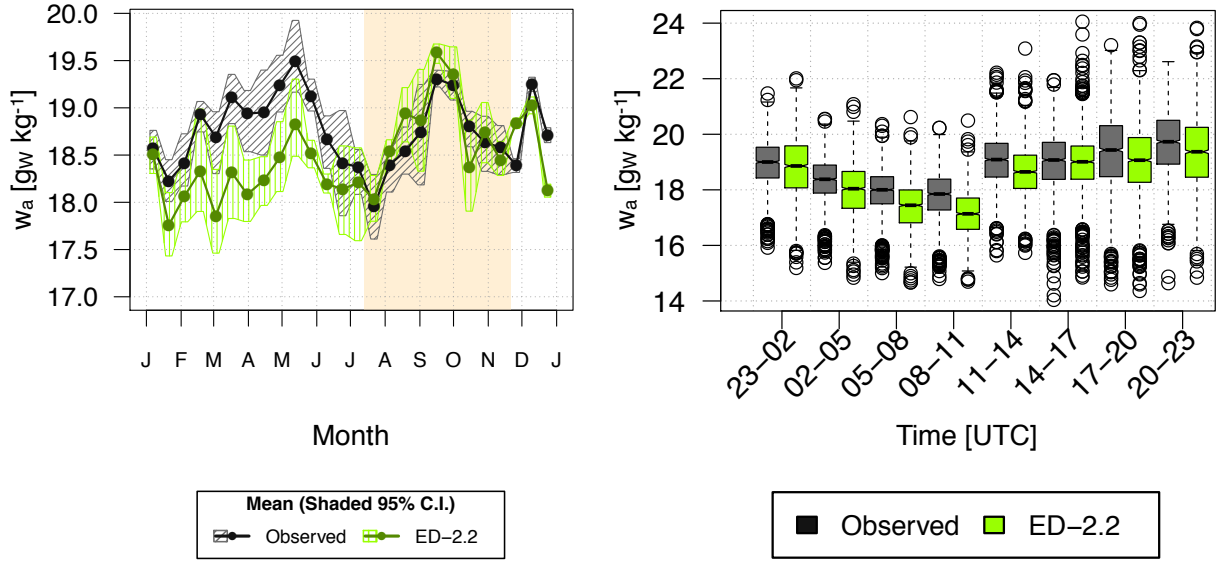 20.0
19.5
19.0
18.5
18.0
17.5
17.0
wa [gw kg−1]
J F M A M J J A S O N D J
Month
Mean (Shaded 95% C.I.)
Observed ED−2.2
24
22
20
18
16
14
wa [gw kg−1]
23−02 02−05 05−08 08−11 11−14 14−17 17−20 20−23
Time [UTC]
Observed ED−2.2